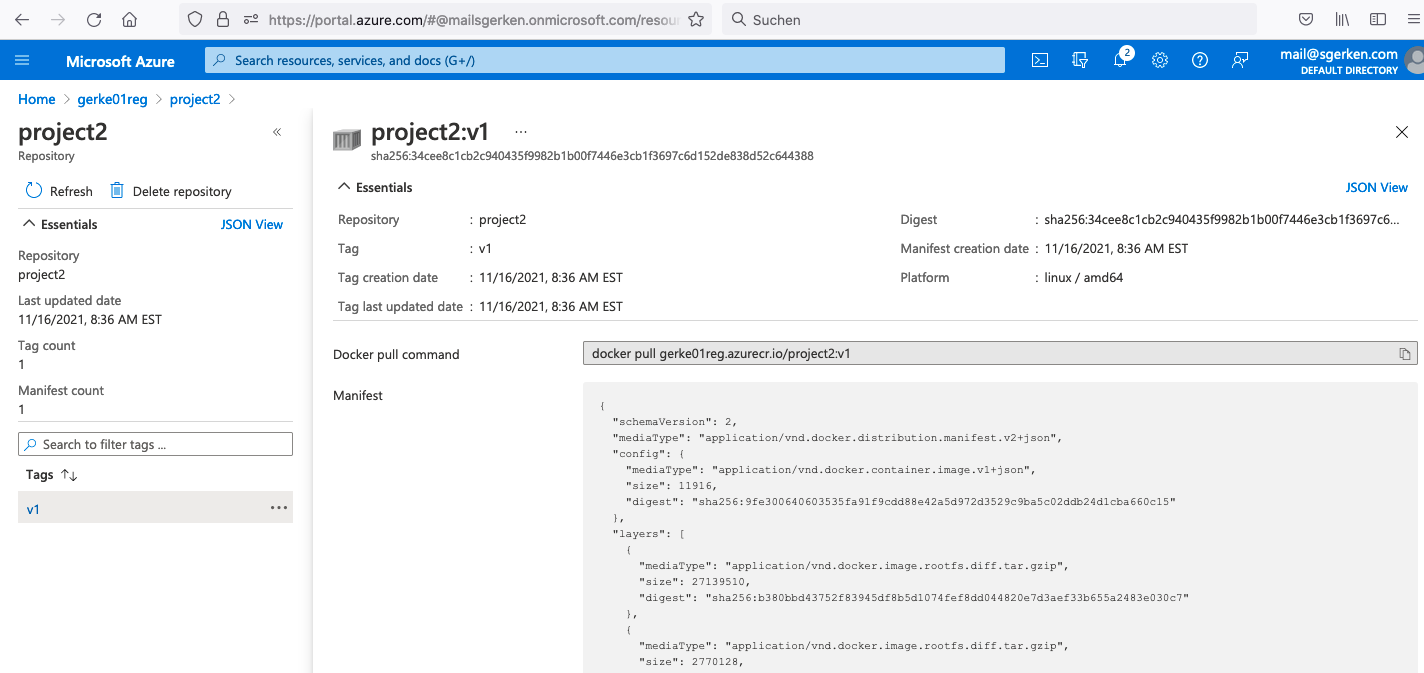 https://portal.azure.com/#@mailsgerken.onmicrosoft.com/resou
Suchen
Microsoft Azure
Search resources, services, and docs (G+/)
2
mail@sgerken.com
DEFAULT DIRECTORY
Home > gerke01reg > project2 >
project2
«
Repository
Refresh
Delete repository
Essentials
JSON View
Repository
project2
Last updated date
11/16/2021, 8:36 AM EST
Tag count
1
Manifest count
1
Search to filter tags ...
Tags
v1
...
project2:v1
...
sha256:34cee8c1cb2c940435f9982b1b00f7446e3cb1f3697c6d152de838d52c644388
Essentials
JSON View
Repository : project2
Digest : sha256:34cee8c1cb2c940435f9982b1b00f7446e3cb1f3697c6...
Tag : v1
Manifest creation date : 11/16/2021, 8:36 AM EST
Tag creation date : 11/16/2021, 8:36 AM EST
Platform : linux / amd64
Tag last updated date : 11/16/2021, 8:36 AM EST
Docker pull command
docker pull gerke01reg.azurecr.io/project2:v1
Manifest
{
"schemaVersion": 2,
"mediaType": "application/vnd.docker.distribution.manifest.v2+json",
"config": {
"mediaType": "application/vnd.docker.container.image.v1+json",
"size": 11916,
"digest": "sha256:9fe300640603535fa91f9cdd88e42a5d972d3529c9ba5c02ddb24d1cba660c15"
},
"layers": [
{
"mediaType": "application/vnd.docker.image.rootfs.diff.tar.gzip",
"size": 27139510,
"digest": "sha256:b380bbd43752f83945df8b5d1074fef8dd044820e7d3aef33b655a2483e030c7"
},
{
"mediaType": "application/vnd.docker.image.rootfs.diff.tar.gzip",
"size": 2770128,